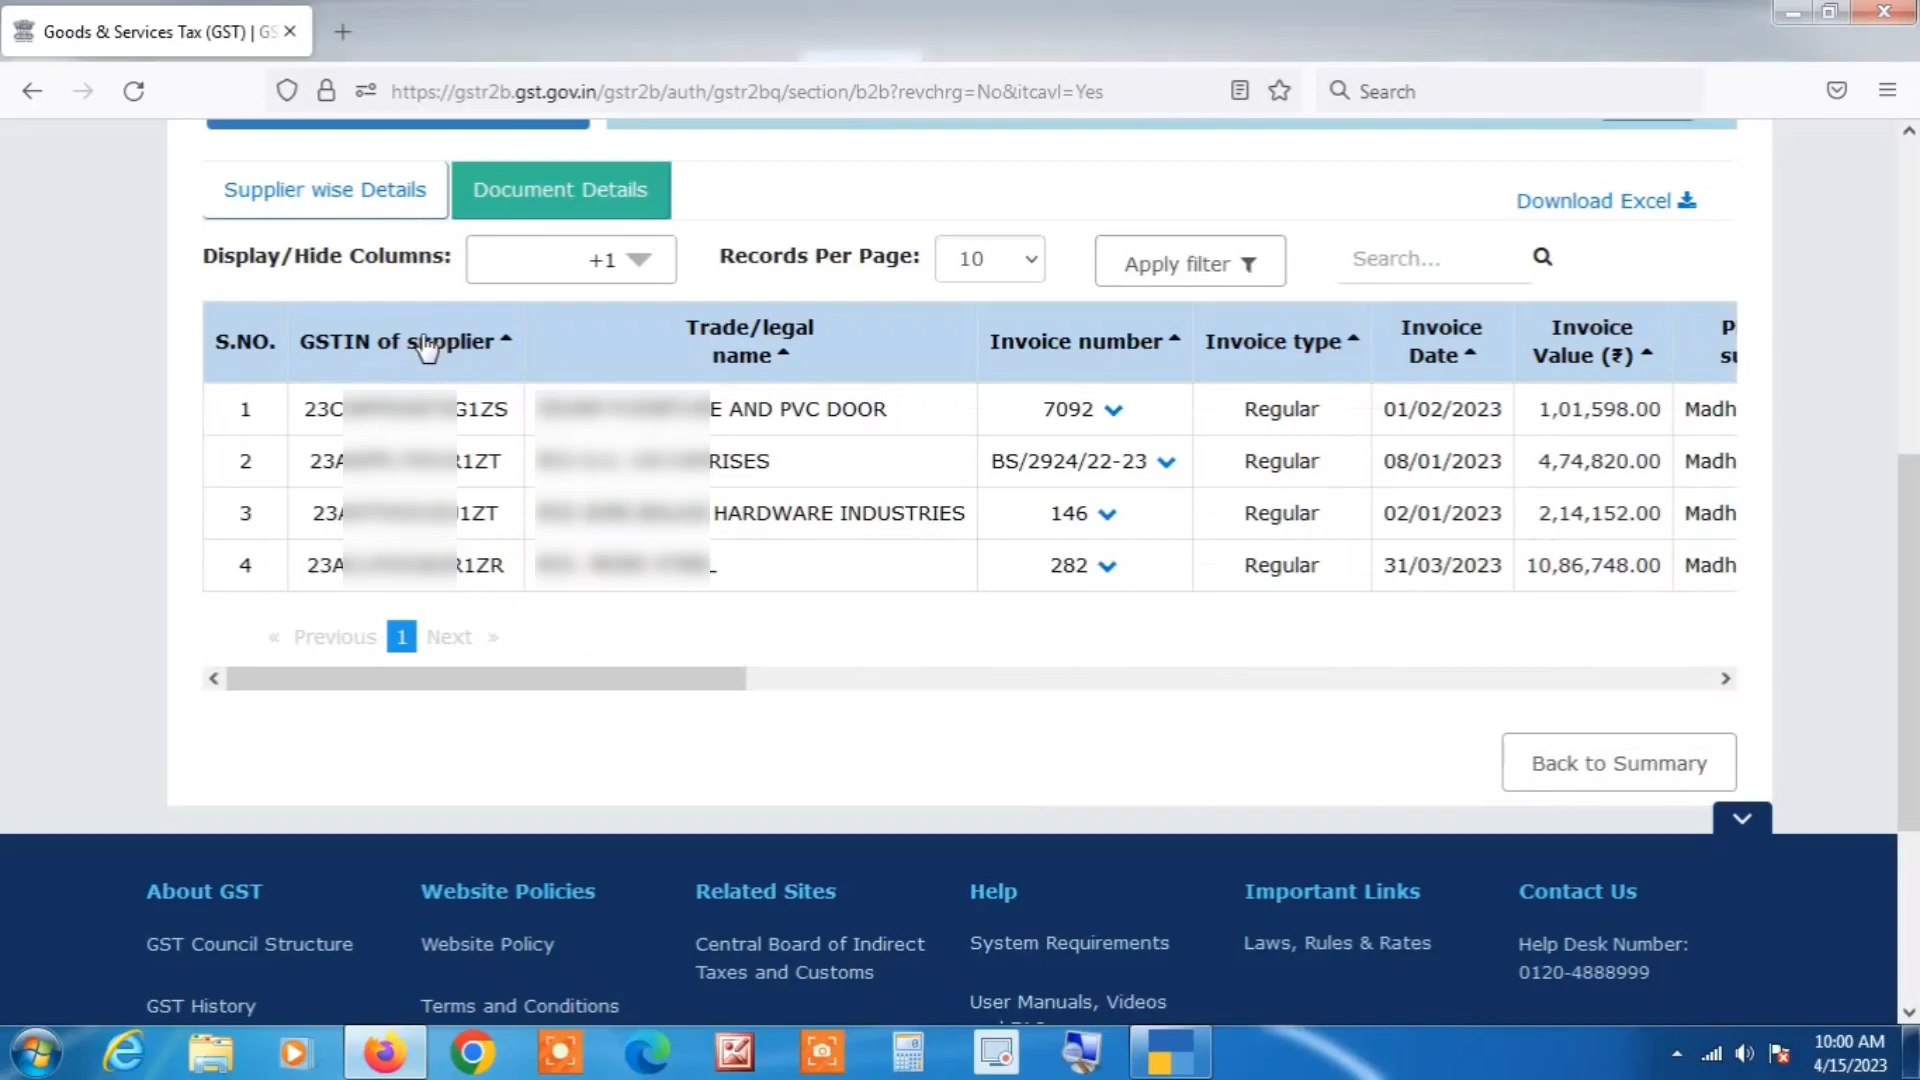 Goods & Services Tax (GST) | GS
https://gstr2b.gst.gov.in/gstr2b/auth/gstr2bq/section/b2b?revchrg=No&itcavl=Yes
Search
Supplier wise Details
Document Details
Download Excel
Display/Hide Columns: +1
Records Per Page: 10
Apply filter
Search...
S.NO. GSTIN of supplier Trade/legal name Invoice number Invoice type Invoice Date Invoice Value (₹)
1 23C G1ZS E AND PVC DOOR 7092 Regular 01/02/2023 1,01,598.00 Madh
2 23A R1ZT RISES BS/2924/22-23 Regular 08/01/2023 4,74,820.00 Madh
3 23A 1ZT HARDWARE INDUSTRIES 146 Regular 02/01/2023 2,14,152.00 Madh
4 23A R1ZR 282 Regular 31/03/2023 10,86,748.00 Madh
« Previous 1 Next »
Back to Summary
About GST
GST Council Structure
GST History
Website Policies
Website Policy
Terms and Conditions
Related Sites
Central Board of Indirect
Taxes and Customs
Help
System Requirements
User Manuals, Videos
Important Links
Laws, Rules & Rates
Contact Us
Help Desk Number:
0120-4888999
10:00 AM
4/15/2023